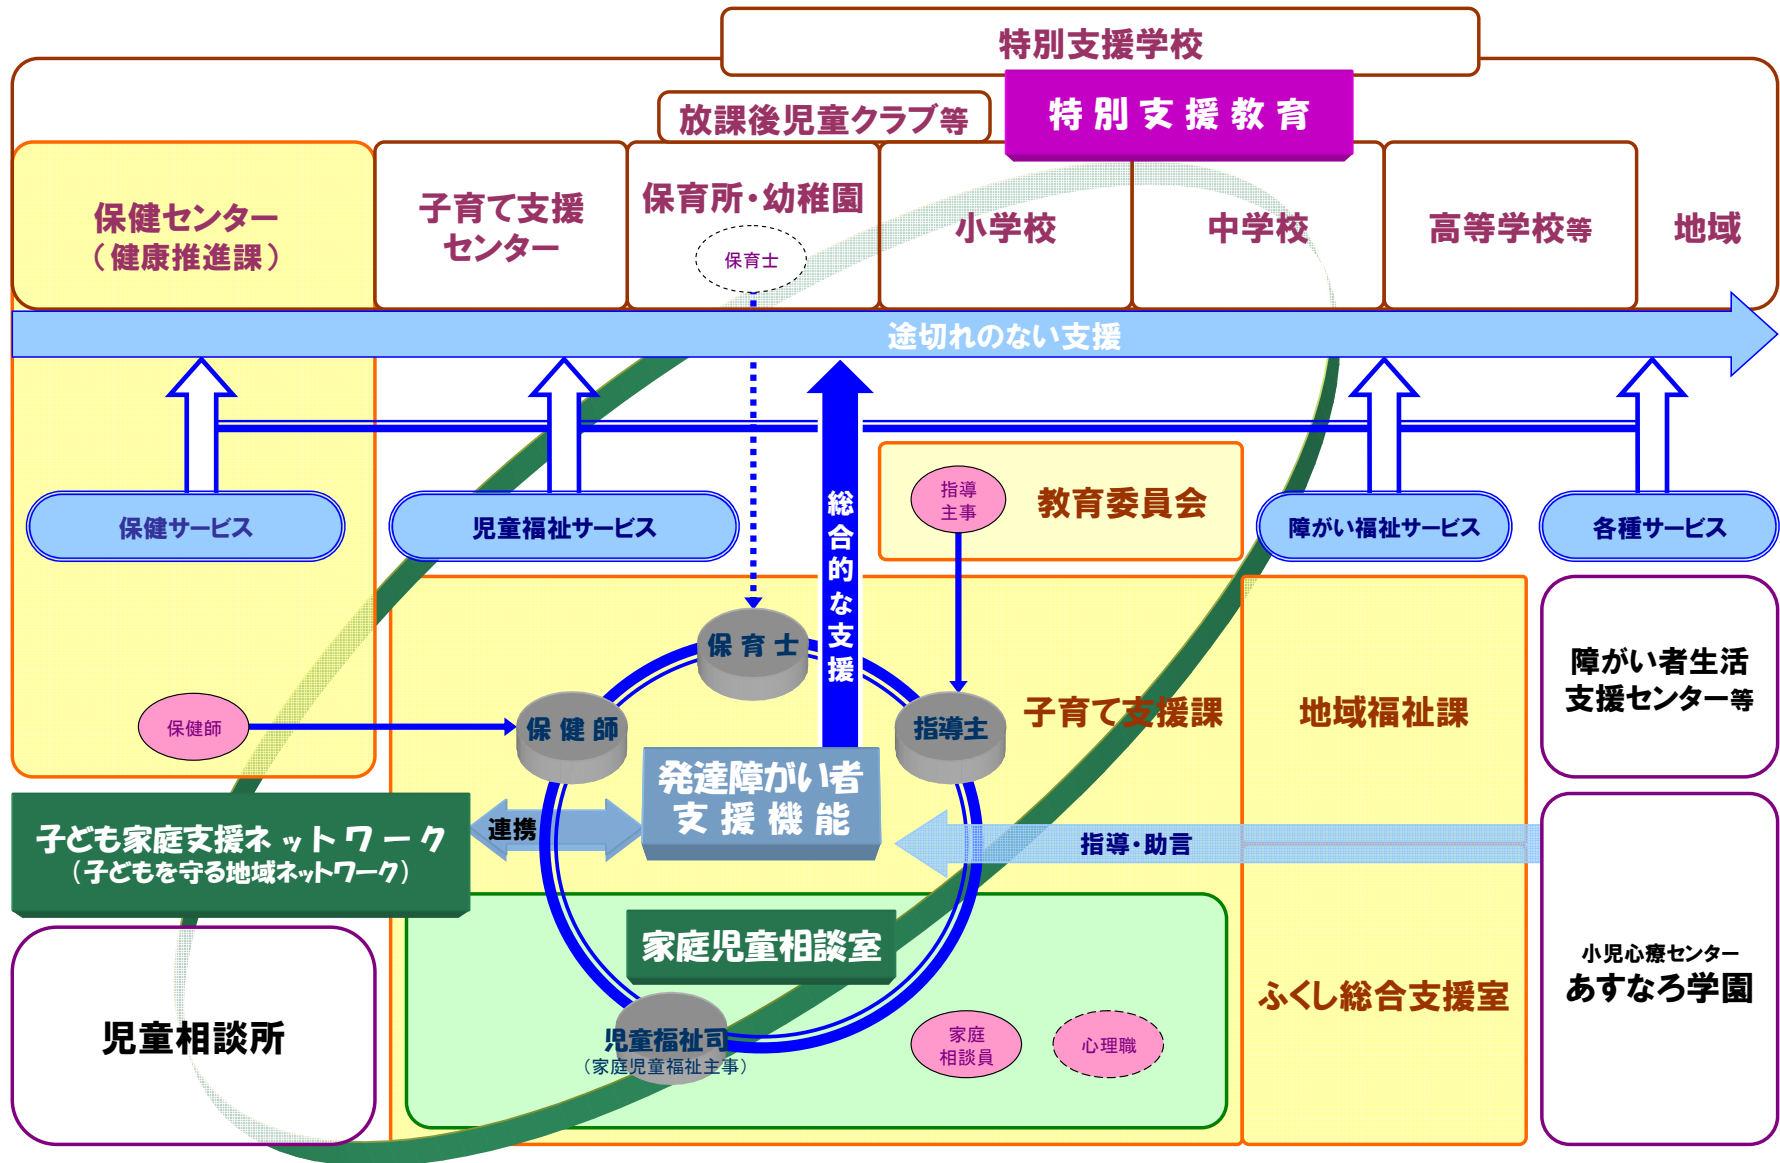 特別支援学校
放課後児童クラブ等
特別支援教育
保健センター
（健康推進課）
子育て支援
センター
保育所・幼稚園
保育士
小学校
中学校
高等学校等
地域
途切れのない支援
保健サービス
児童福祉サービス
総合的な支援
指導
主事
教育委員会
障がい福祉サービス
各種サービス
保育士
保健師
保健師
指導主
子育て支援課
地域福祉課
障がい者生活
支援センター等
発達障がい者
支援機能
子ども家庭支援ネットワーク
（子どもを守る地域ネットワーク）
連携
指導・助言
家庭児童相談室
児童相談所
児童福祉司
（家庭児童福祉主事）
家庭
相談員
心理職
ふくし総合支援室
小児心療センター
あすなろ学園